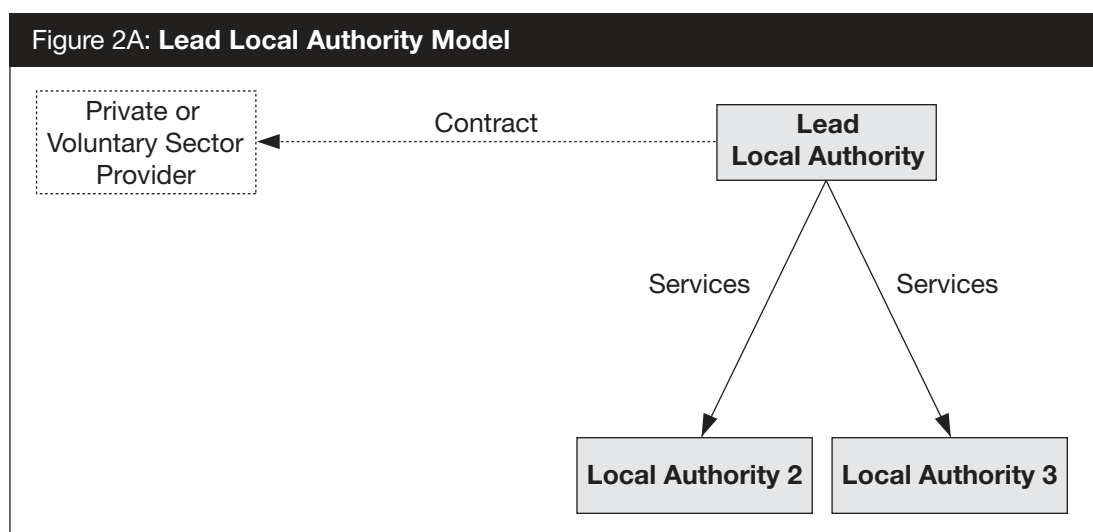 Figure 2A: Lead Local Authority Model
Private or
Voluntary Sector
Provider
Contract
Lead
Local Authority
Services
Services
Local Authority 2
Local Authority 3